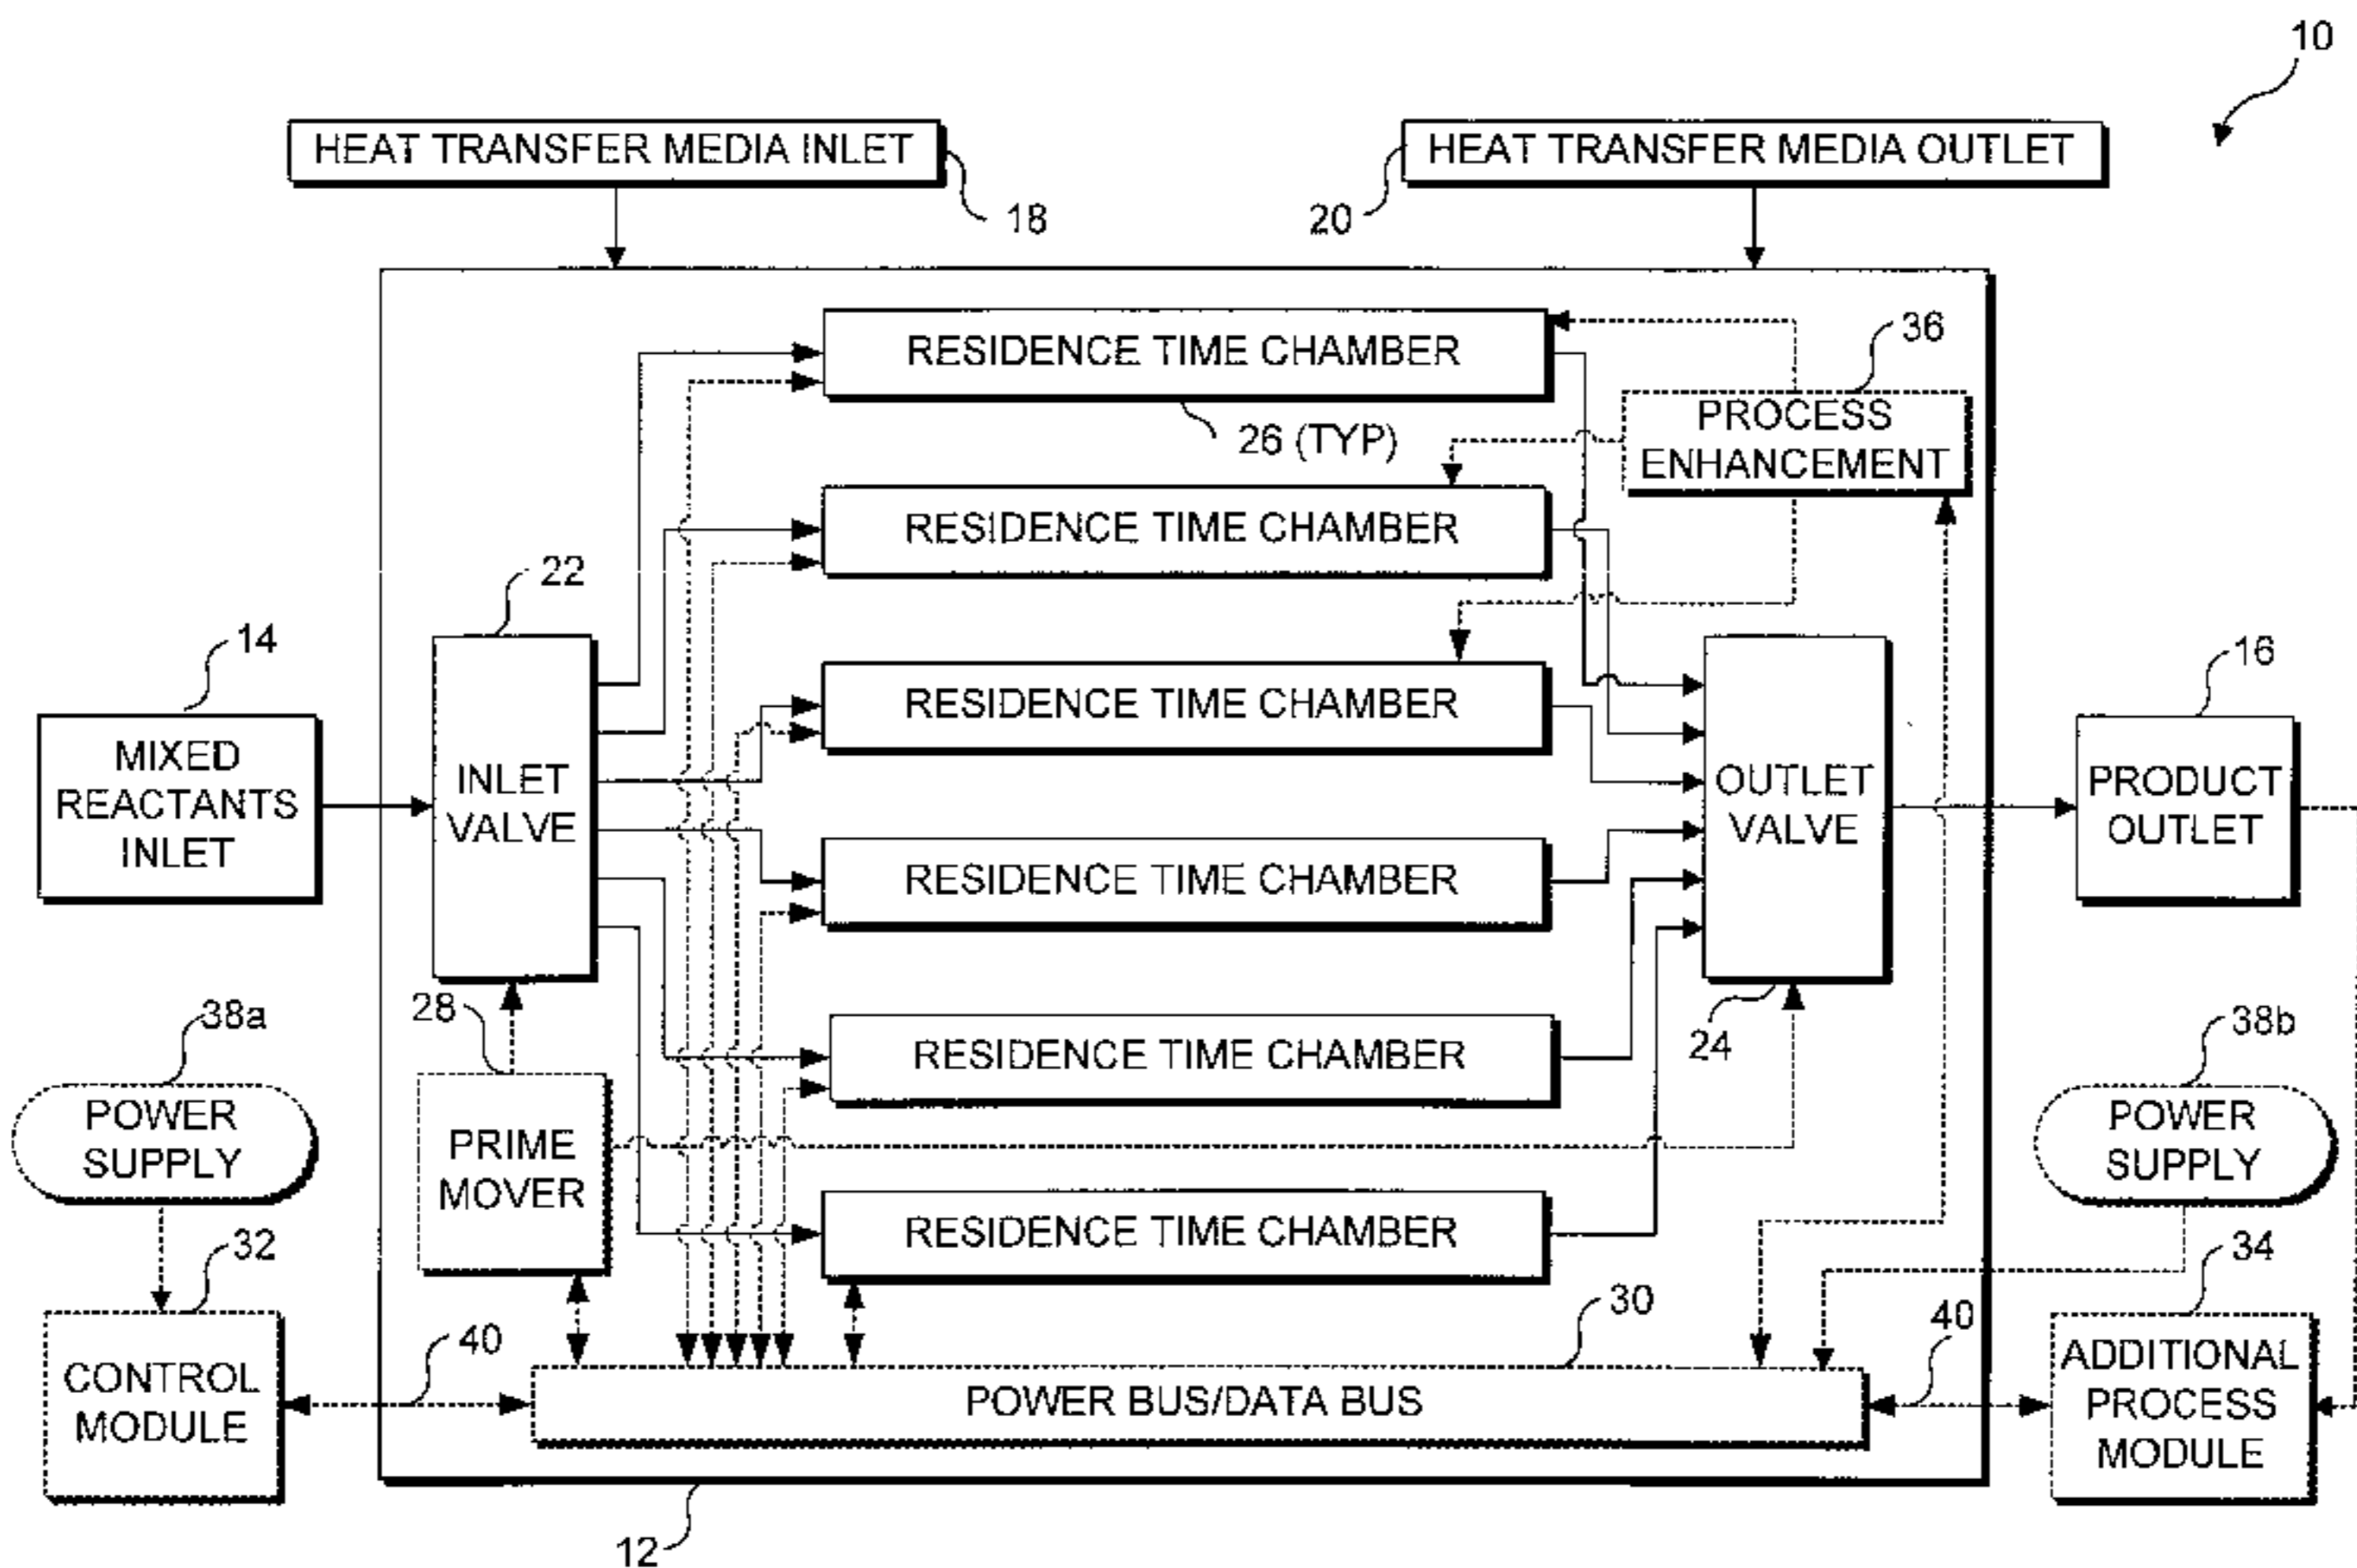 10
HEAT TRANSFER MEDIA INLET
HEAT TRANSFER MEDIA OUTLET
18
20
RESIDENCE TIME CHAMBER
36
26 (TYP)
PROCESS
ENHANCEMENT
RESIDENCE TIME CHAMBER
22
14
16
RESIDENCE TIME CHAMBER
MIXED
REACTANTS
INLET
INLET
VALVE
OUTLET
VALVE
PRODUCT
OUTLET
RESIDENCE TIME CHAMBER
38a
28
RESIDENCE TIME CHAMBER
24
38b
POWER
SUPPLY
PRIME
MOVER
POWER
SUPPLY
RESIDENCE TIME CHAMBER
32
34
30
40
40
CONTROL
MODULE
POWER BUS/DATA BUS
ADDITIONAL
PROCESS
MODULE
12